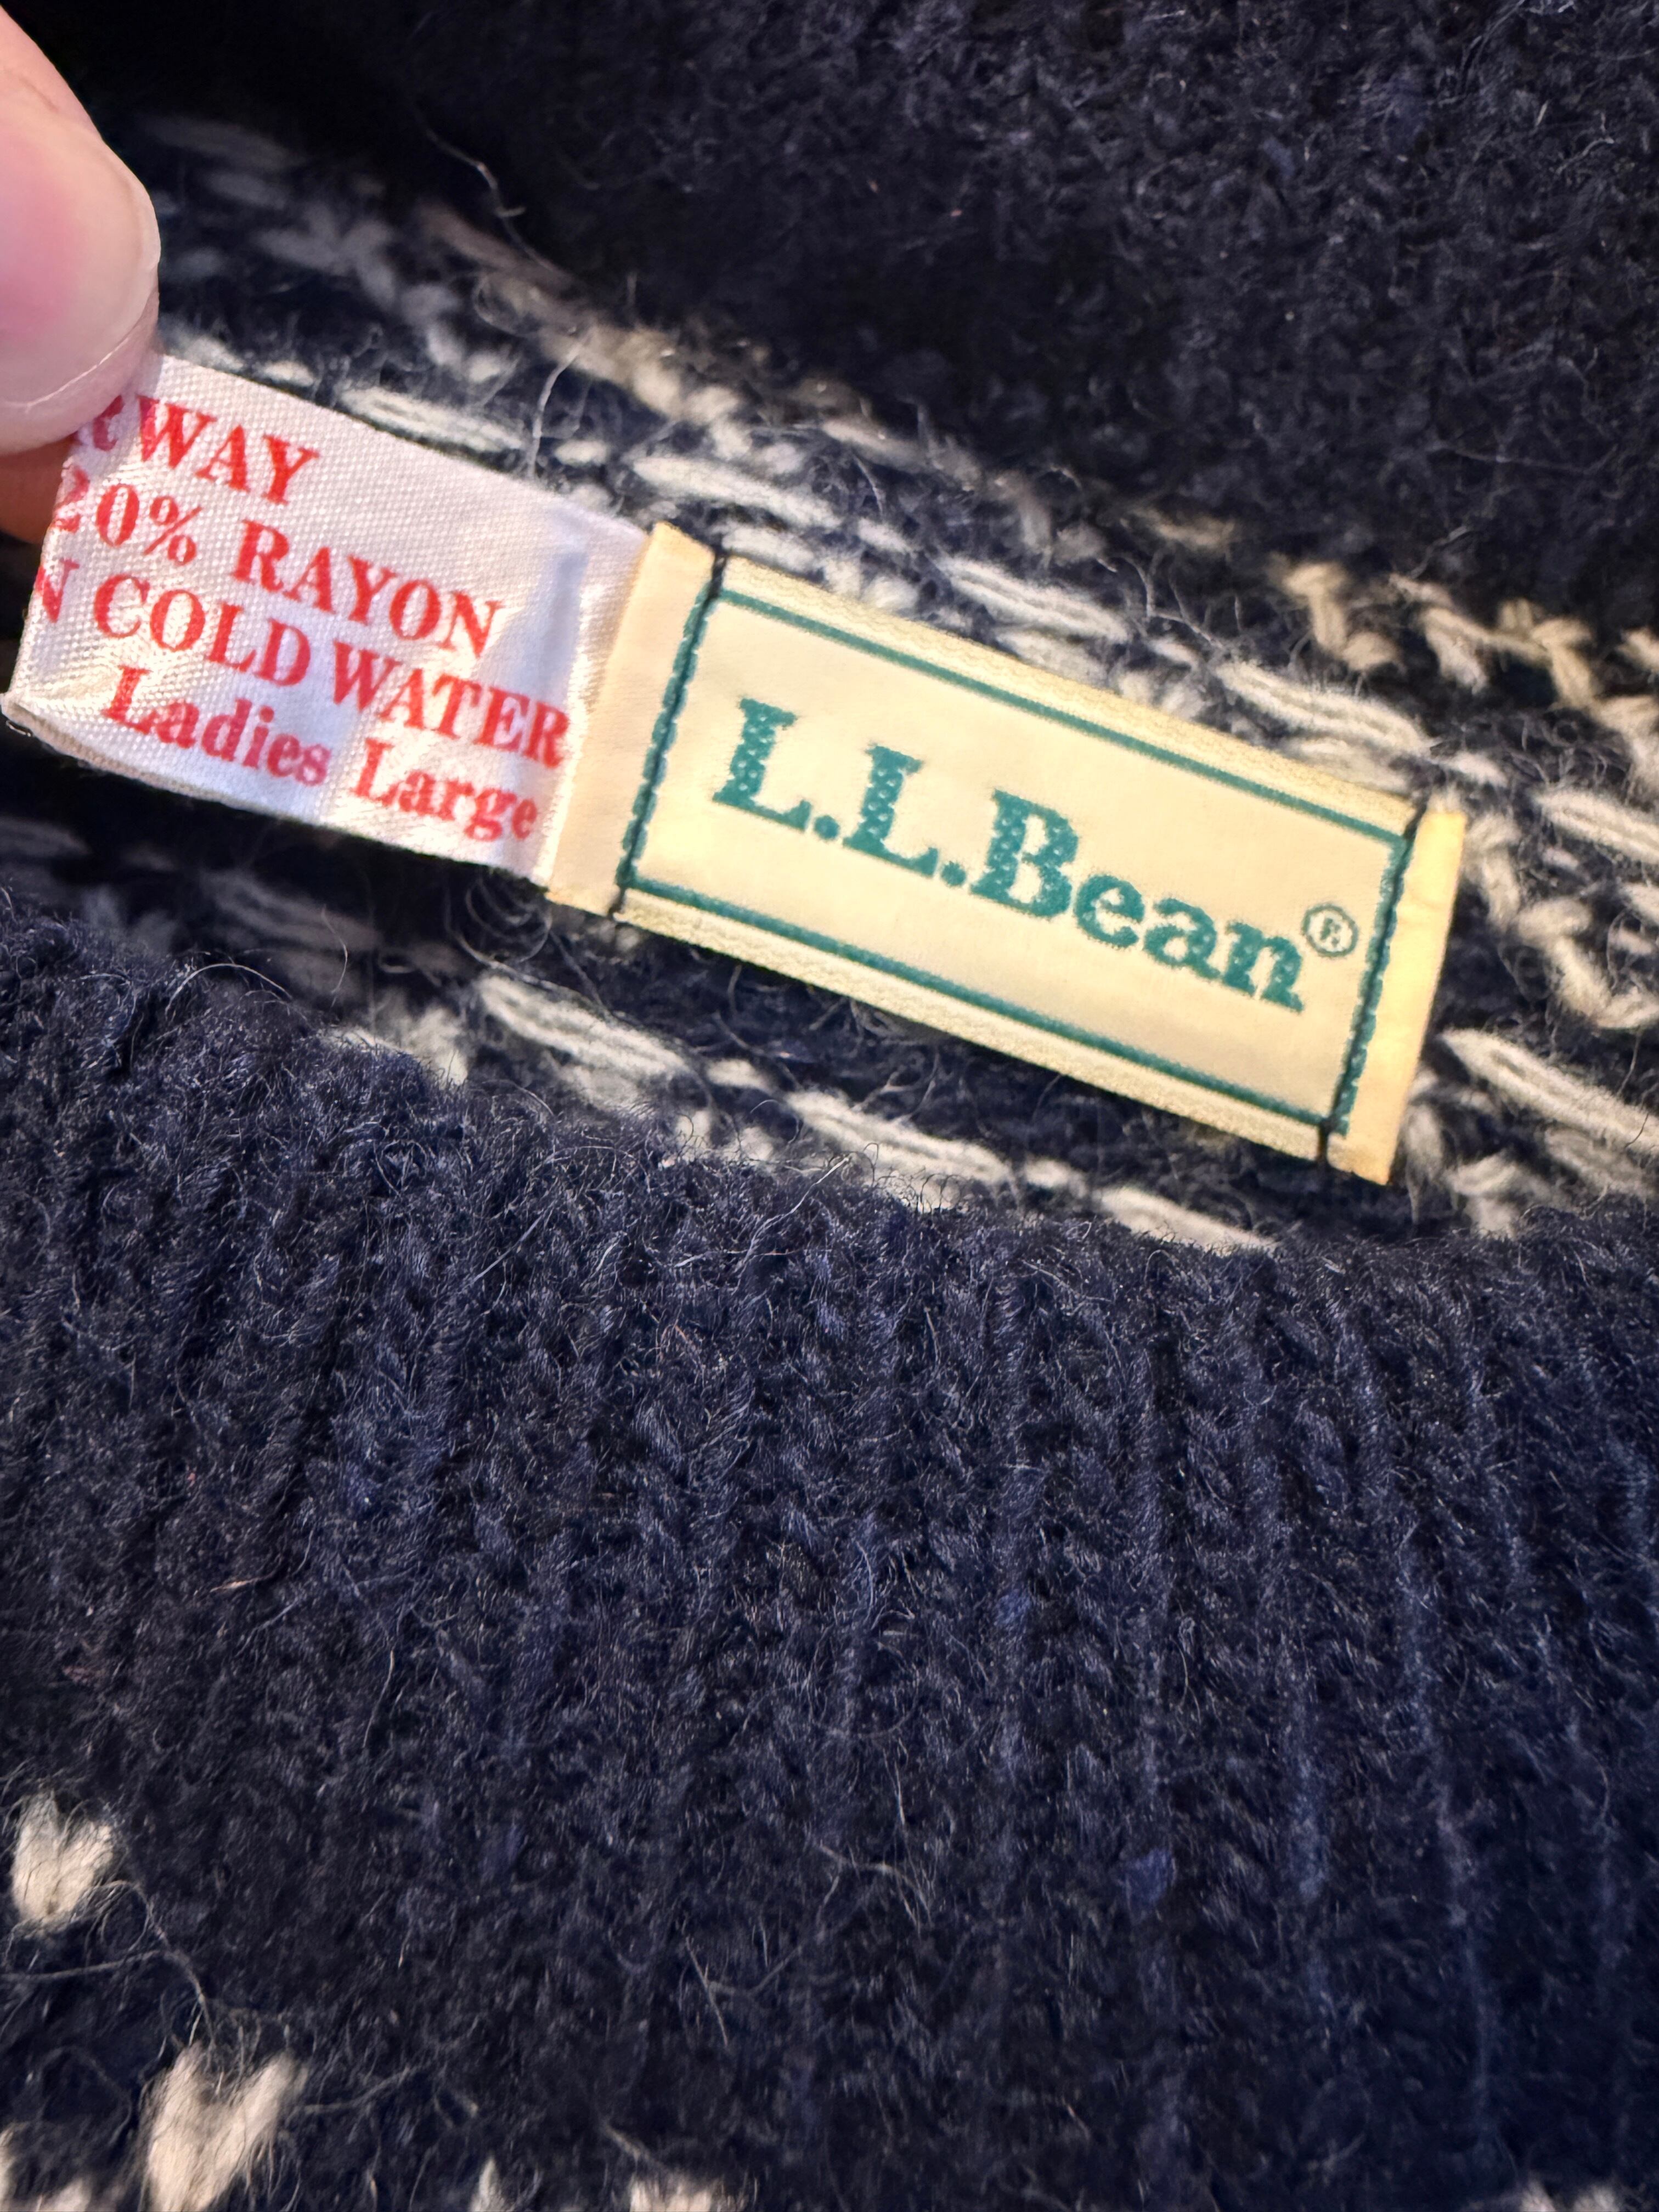 WAY
20% RAYON
COLD WATER
Ladies Large
L.L.Bean®